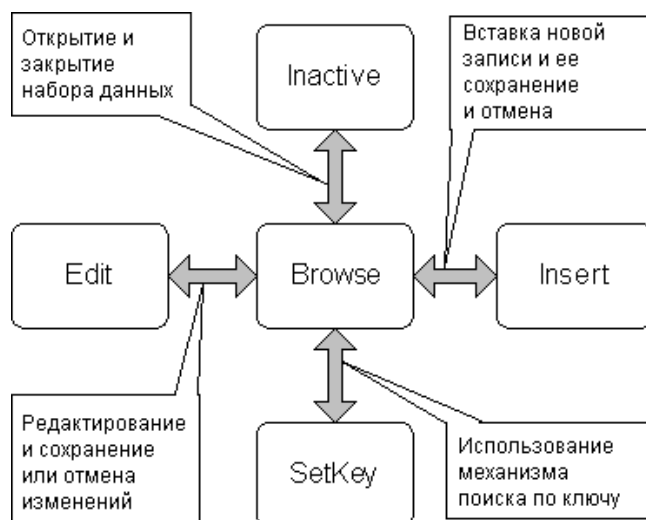 Открытие и
закрытие
набора данных
Inactive
Вставка новой
записи и ее
сохранение
и отмена
Edit
Browse
Insert
Редактирование
и сохранение
или отмена
изменений
SetKey
Использование
механизма
поиска по ключу